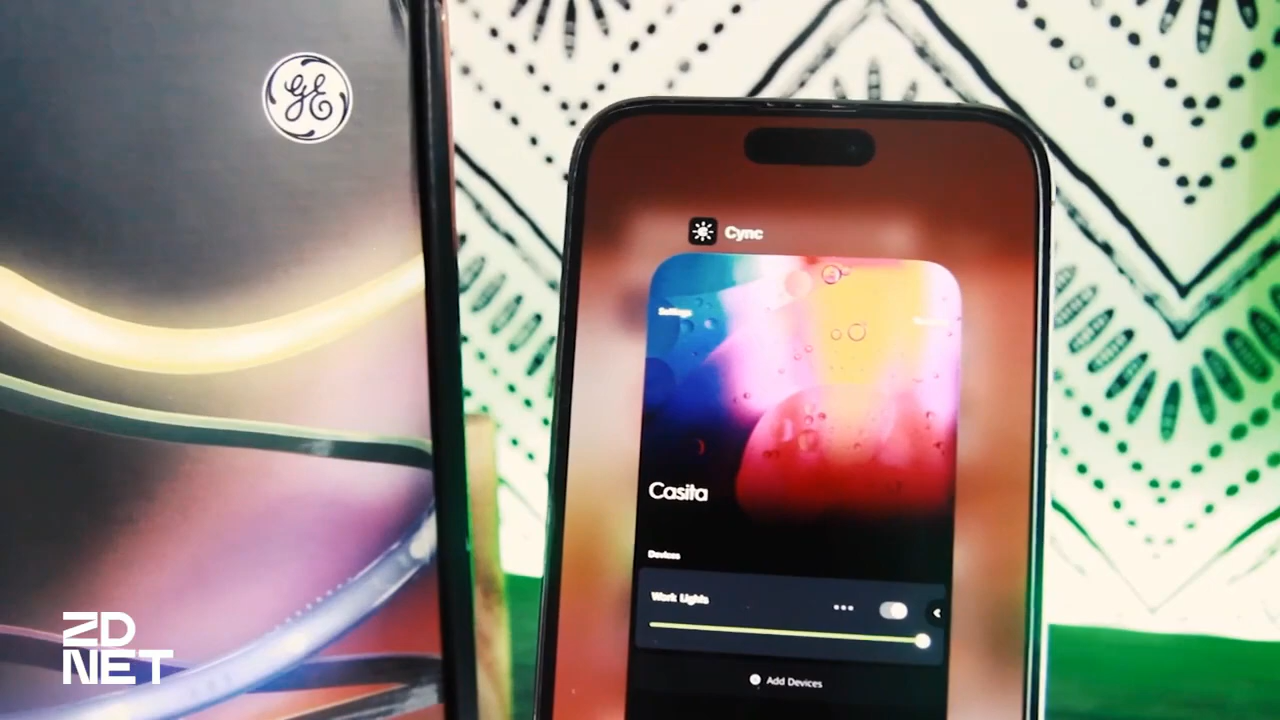 GE
Cync
Settings
Casita
Devices
Work Lights
Add Devices
ZD
NET